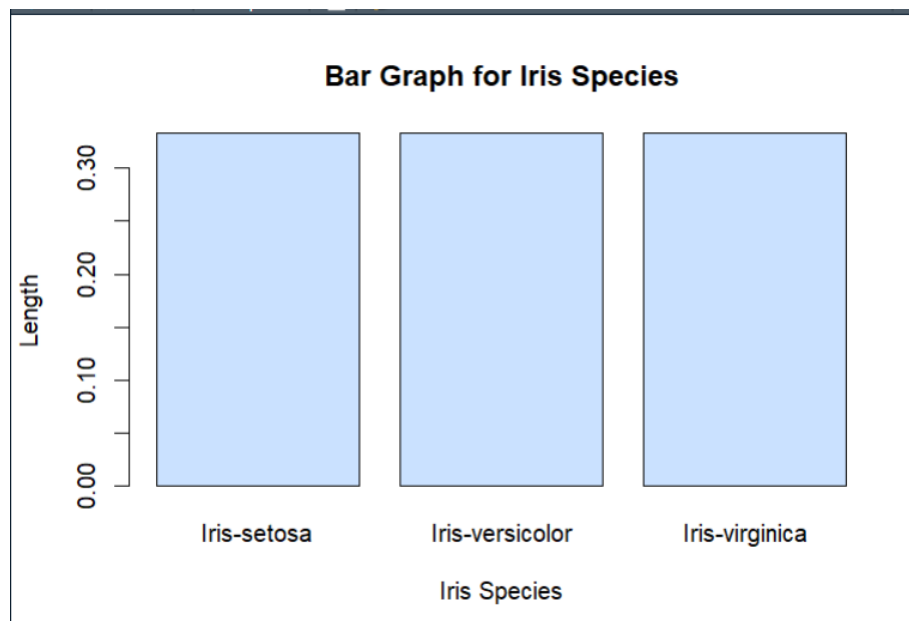 Bar Graph for Iris Species
Length
0.30
0.20
0.10
0.00
Iris-setosa Iris-versicolor Iris-virginica
Iris Species